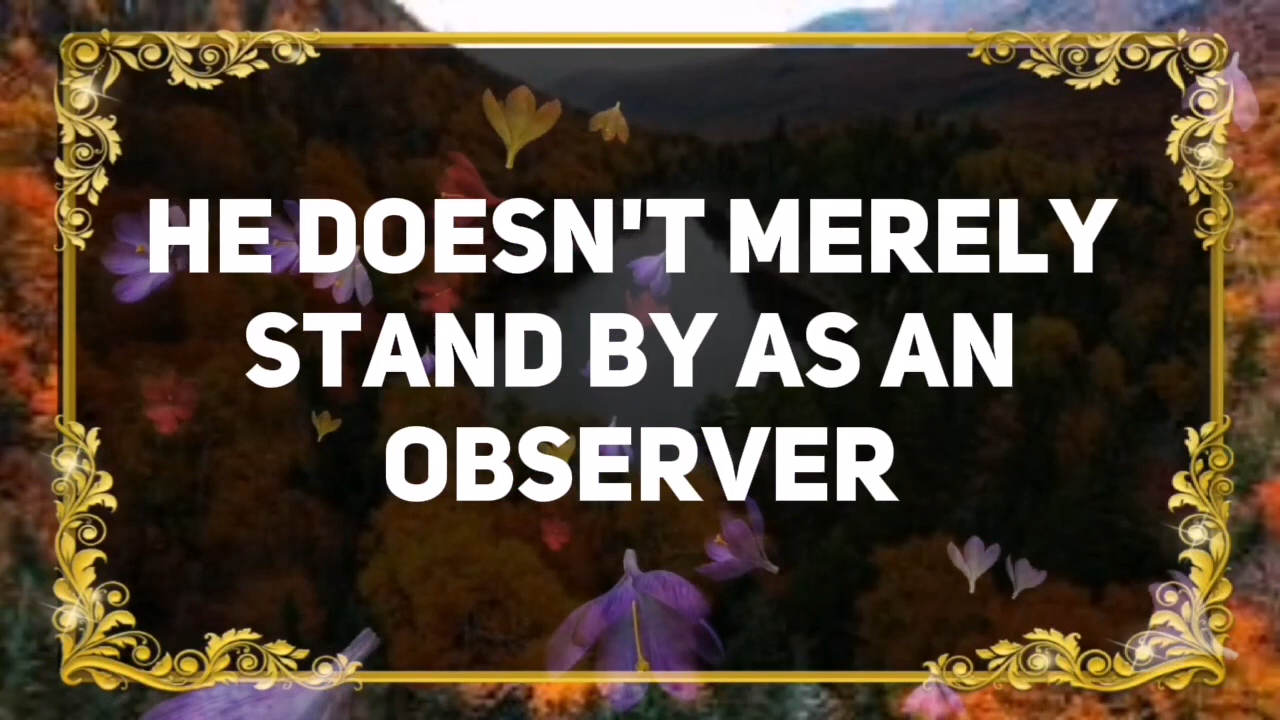 HE DOESN'T MERELY
STAND BY AS AN
OBSERVER